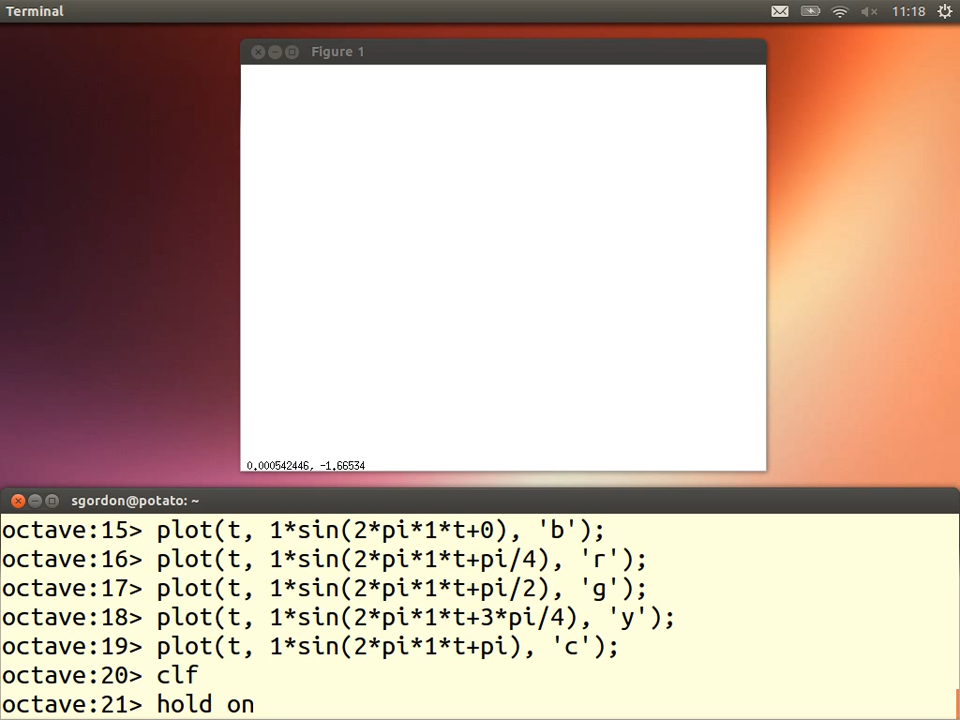 Terminal
11:18
Figure 1
0.000542446, -1.66534
sgordon@potato: ~
octave:15> plot(t, 1*sin(2*pi*1*t+0), 'b');
octave:16> plot(t, 1*sin(2*pi*1*t+pi/4), 'r');
octave:17> plot(t, 1*sin(2*pi*1*t+pi/2), 'g');
octave:18> plot(t, 1*sin(2*pi*1*t+3*pi/4), 'y');
octave:19> plot(t, 1*sin(2*pi*1*t+pi), 'c');
octave:20> clf
octave:21> hold on